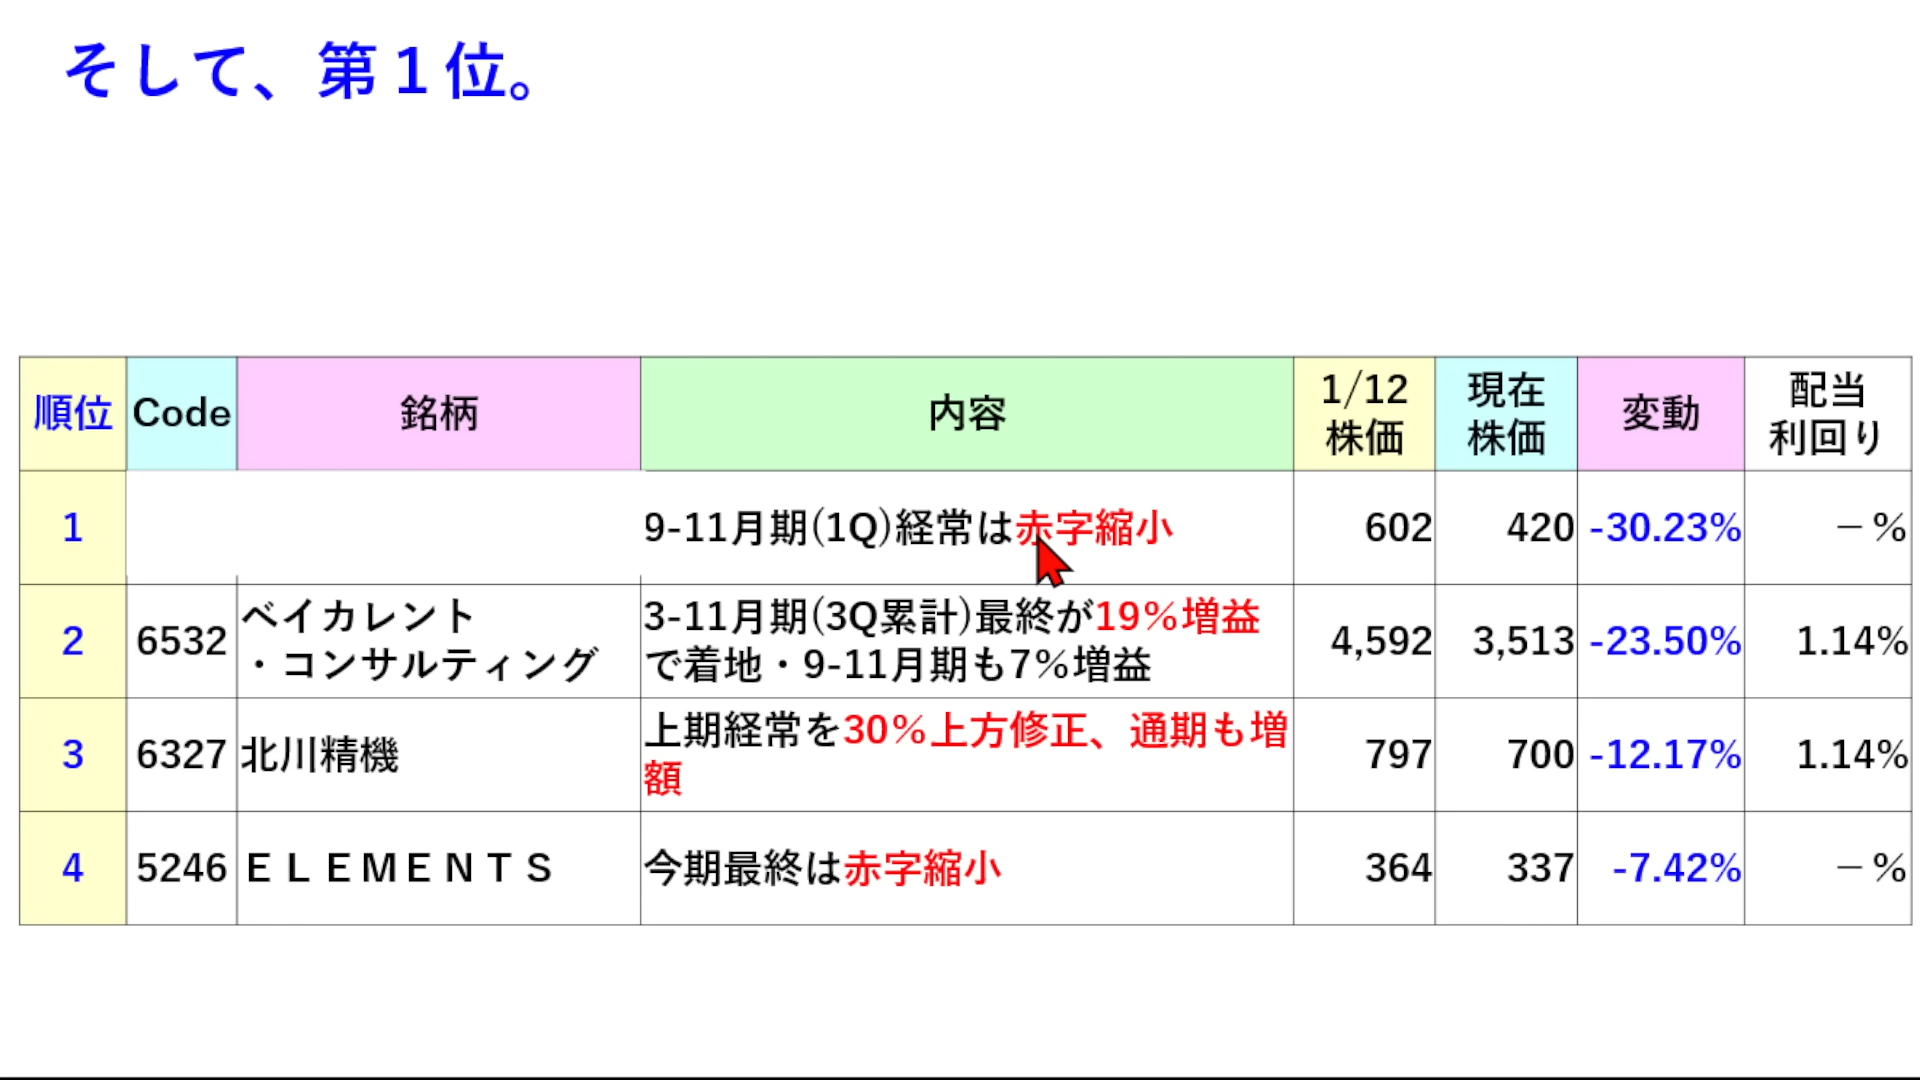 そして、第１位。
順位 Code 銘柄 内容 1/12 株価 現在 株価 変動 配当 利回り
1 9-11月期(1Q)経常は赤字縮小 602 420 -30.23% －%
2 6532 ベイカレント
・コンサルティング 3-11月期(3Q累計)最終が19%増益
で着地・9-11月期も7%増益 4,592 3,513 -23.50% 1.14%
3 6327 北川精機 上期経常を30%上方修正、通期も増
額 797 700 -12.17% 1.14%
4 5246 ＥＬＥＭＥＮＴＳ 今期最終は赤字縮小 364 337 -7.42% －%